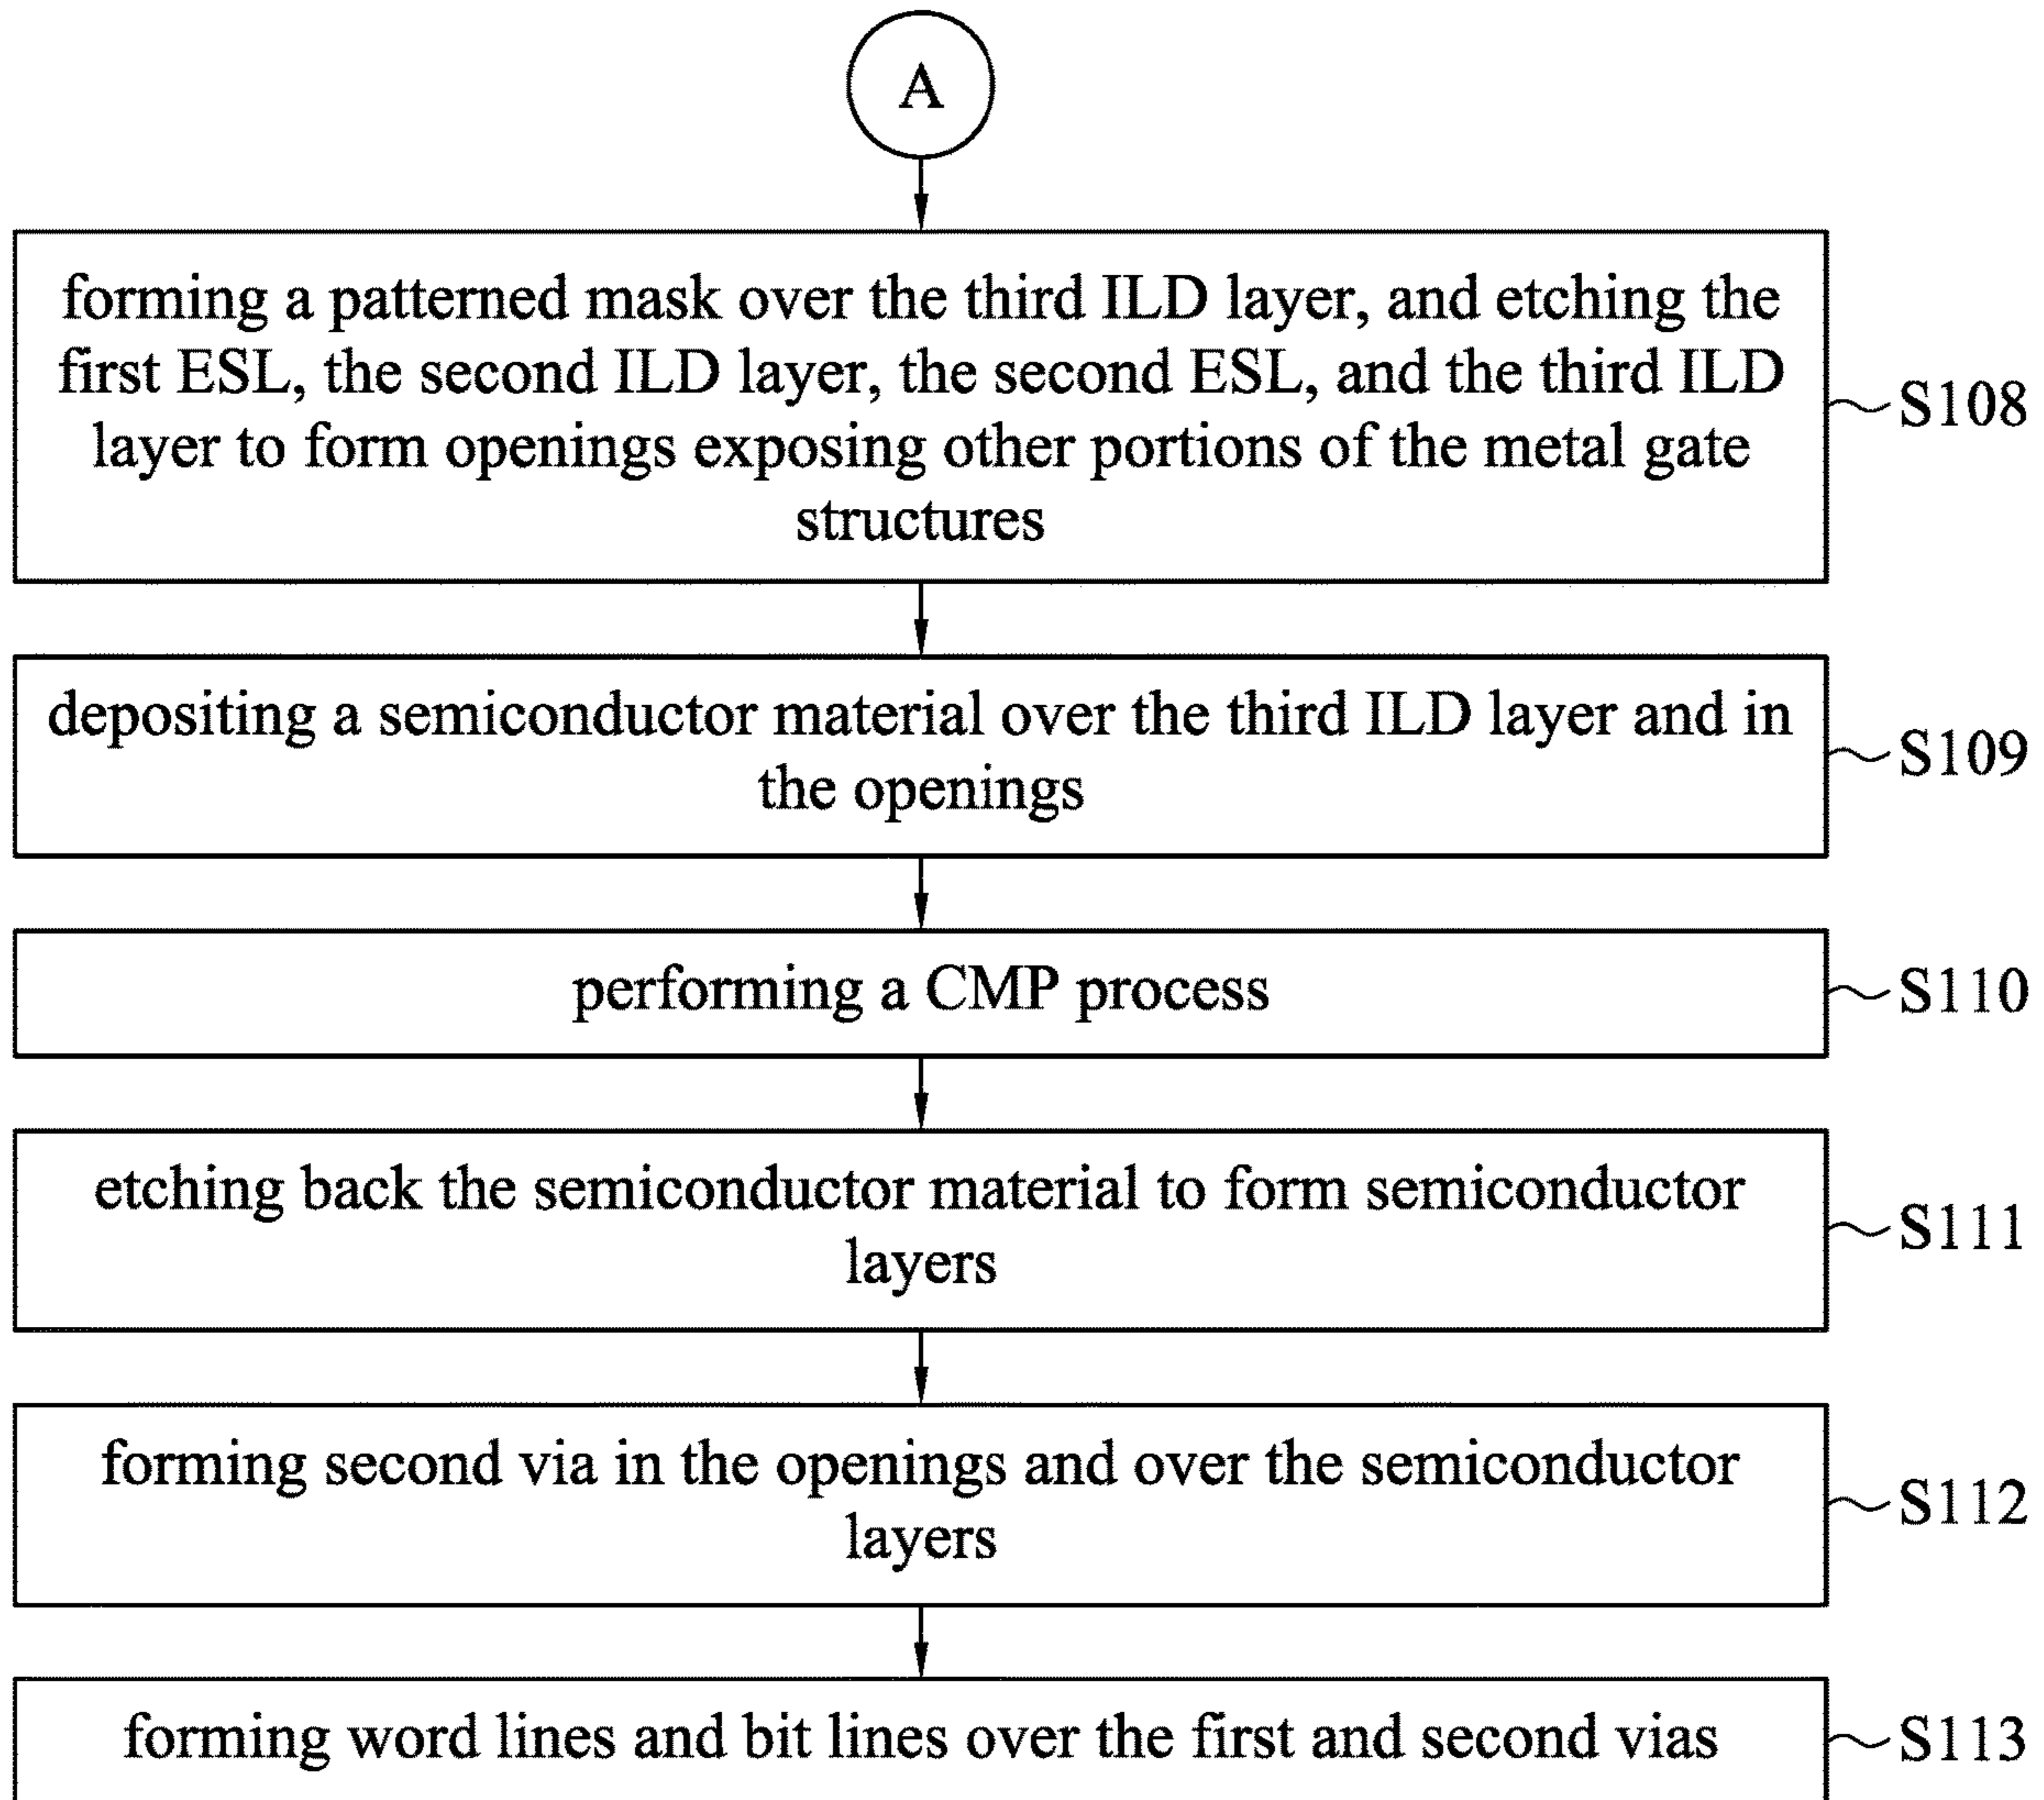 A
forming a patterned mask over the third ILD layer, and etching the
first ESL, the second ILD layer, the second ESL, and the third ILD
layer to form openings exposing other portions of the metal gate
structures
S108
depositing a semiconductor material over the third ILD layer and in
the openings
S109
performing a CMP process
S110
etching back the semiconductor material to form semiconductor
layers
S111
forming second via in the openings and over the semiconductor
layers
S112
forming word lines and bit lines over the first and second vias
S113